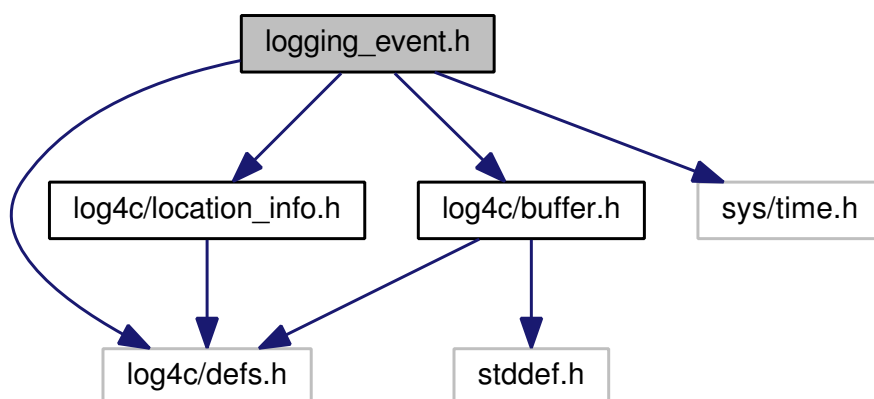 logging_event.h
log4c/location_info.h
log4c/buffer.h
sys/time.h
log4c/defs.h
stddef.h